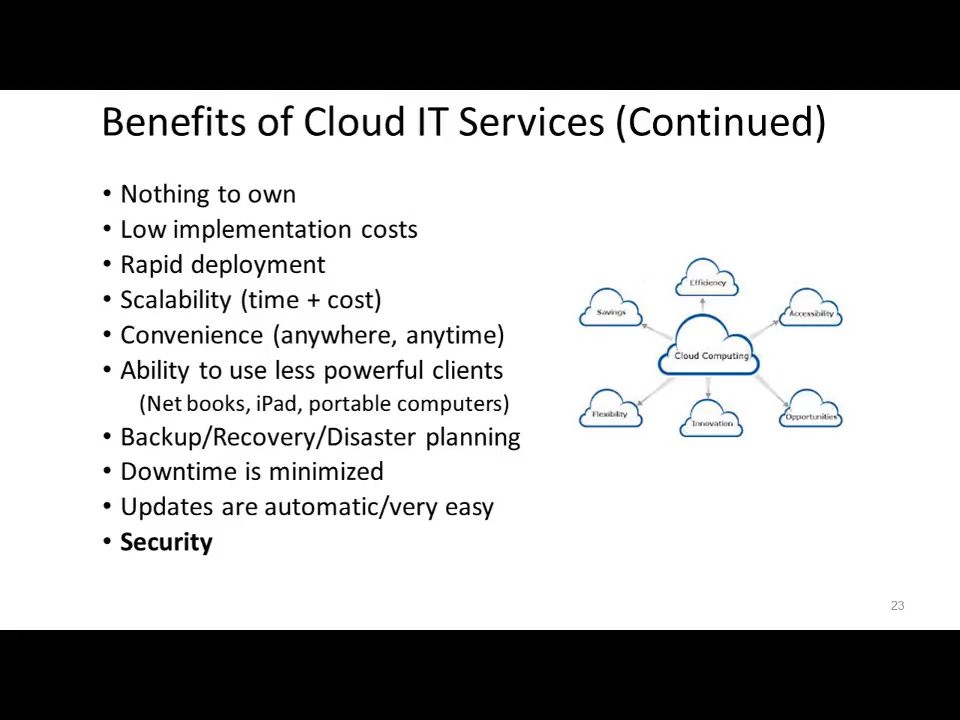 Benefits of Cloud IT Services (Continued)
• Nothing to own
• Low implementation costs
• Rapid deployment
• Scalability (time + cost)
• Convenience (anywhere, anytime)
• Ability to use less powerful clients
(Net books, iPad, portable computers)
• Backup/Recovery/Disaster planning
• Downtime is minimized
• Updates are automatic/very easy
• Security
Efficiency
Savings
Accessibility
Cloud Computing
Flexibility
Innovation
Opportunities
23